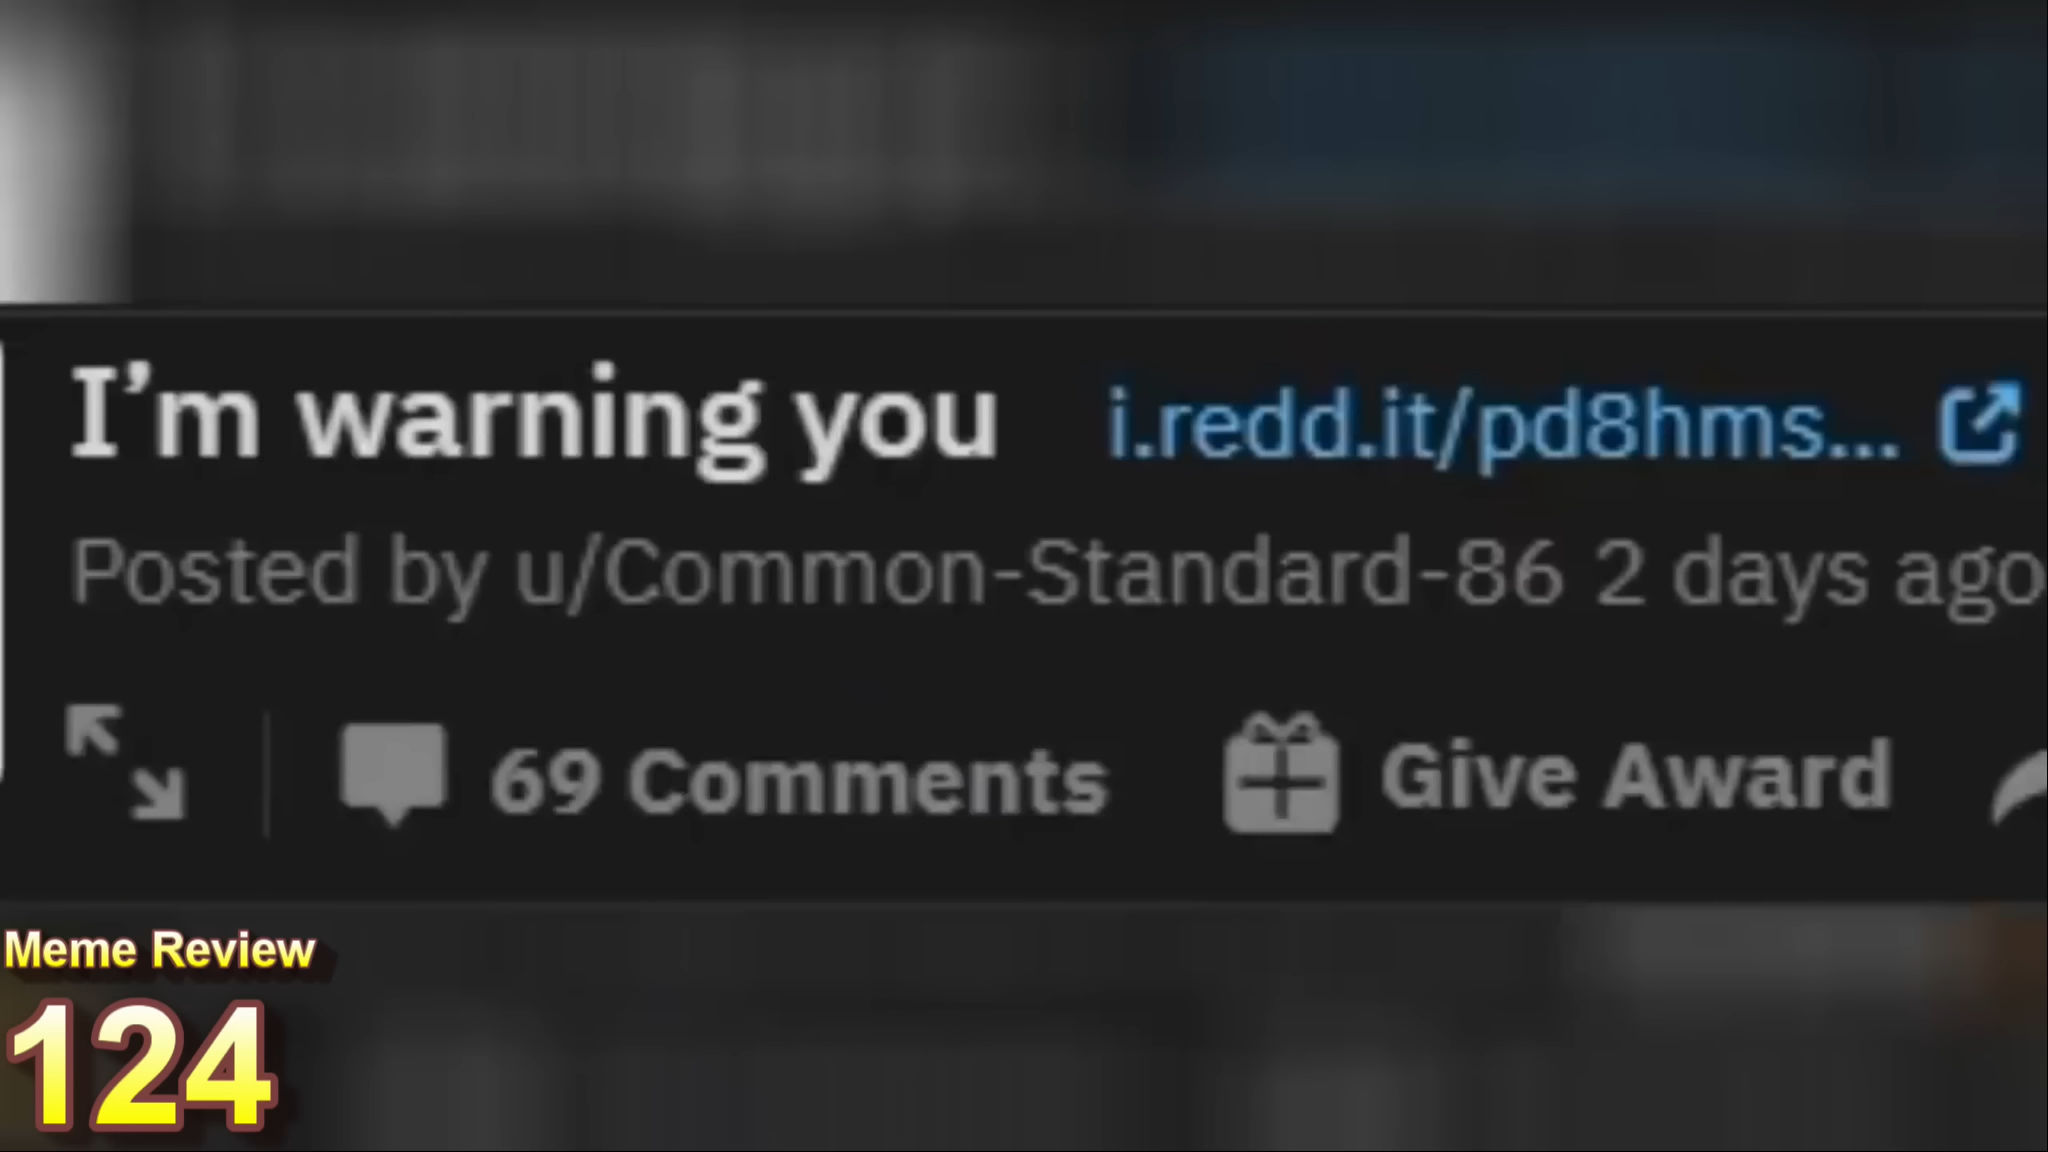 I'm warning you i.redd.it/pd8hms...
Posted by u/Common-Standard-86 2 days ago
69 Comments Give Award
Meme Review
124